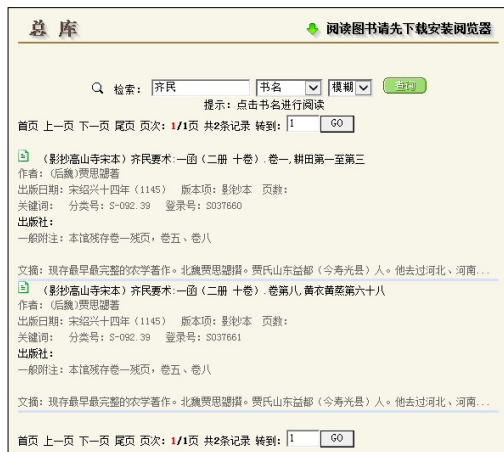 总 库
阅读图书请先下载安装阅览器
检索: 齐民 书名 模糊 查询
提示: 点击书名进行阅读
首页 上一页 下一页 尾页 页次: 1/1页 共2条记录 转到: 1 GO
(影抄高山寺宋本) 齐民要术:一函 (二册 十卷) .卷一,耕田第一至第三
作者: (后魏)贾思勰著
出版日期: 宋绍兴十四年 (1145) 版本项: 影钞本 页数:
关键词: 分类号: S-092.39 登录号: S037660
出版社:
一般附注: 本馆残存卷一残页, 卷五、卷八
文摘: 现存最早最完整的农学著作。北魏贾思勰撰。贾氏山东益都 (今寿光县) 人。他去过河北、河南...
(影抄高山寺宋本) 齐民要术:一函 (二册 十卷) .卷第八,黄衣黄蒸第六十八
作者: (后魏)贾思勰著
出版日期: 宋绍兴十四年 (1145) 版本项: 影钞本 页数:
关键词: 分类号: S-092.39 登录号: S037661
出版社:
一般附注: 本馆残存卷一残页, 卷五、卷八
文摘: 现存最早最完整的农学著作。北魏贾思勰撰。贾氏山东益都 (今寿光县) 人。他去过河北、河南...
首页 上一页 下一页 尾页 页次: 1/1页 共2条记录 转到: 1 GO